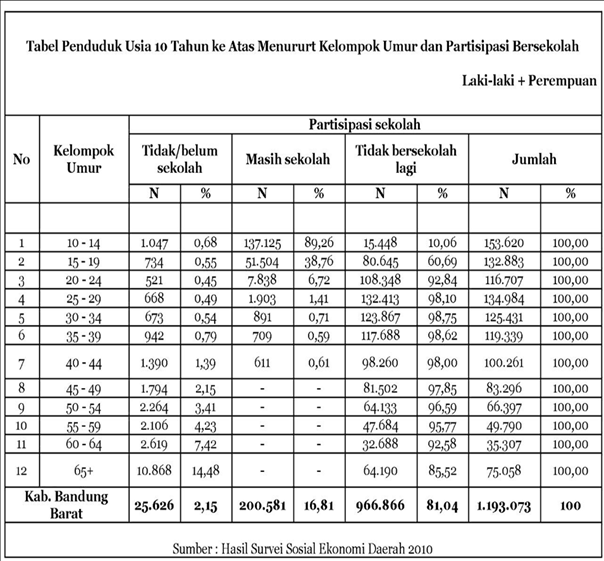 Tabel Penduduk Usia 10 Tahun ke Atas Menururt Kelompok Umur dan Partisipasi Bersekolah
Laki-laki + Perempuan
No Kelompok Umur Partisipasi sekolah
Tidak/belum sekolah Masih sekolah Tidak bersekolah lagi Jumlah
N % N % N % N %
1 10 - 14 1.047 0,68 137.125 89,26 15.448 10,06 153.620 100,00
2 15 - 19 734 0,55 51.504 38,76 80.645 60,69 132.883 100,00
3 20 - 24 521 0,45 7.838 6,72 108.348 92,84 116.707 100,00
4 25 - 29 668 0,49 1.903 1,41 132.413 98,10 134.984 100,00
5 30 - 34 673 0,54 891 0,71 123.867 98,75 125.431 100,00
6 35 - 39 942 0,79 709 0,59 117.688 98,62 119.339 100,00
7 40 - 44 1.390 1,39 611 0,61 98.260 98,00 100.261 100,00
8 45 - 49 1.794 2,15 - - 81.502 97,85 83.296 100,00
9 50 - 54 2.264 3,41 - - 64.133 96,59 66.397 100,00
10 55 - 59 2.106 4,23 - - 47.684 95,77 49.790 100,00
11 60 - 64 2.619 7,42 - - 32.688 92,58 35.307 100,00
12 65+ 10.868 14,48 - - 64.190 85,52 75.058 100,00
Kab. Bandung Barat 25.626 2,15 200.581 16,81 966.866 81,04 1.193.073 100
Sumber : Hasil Survei Sosial Ekonomi Daerah 2010